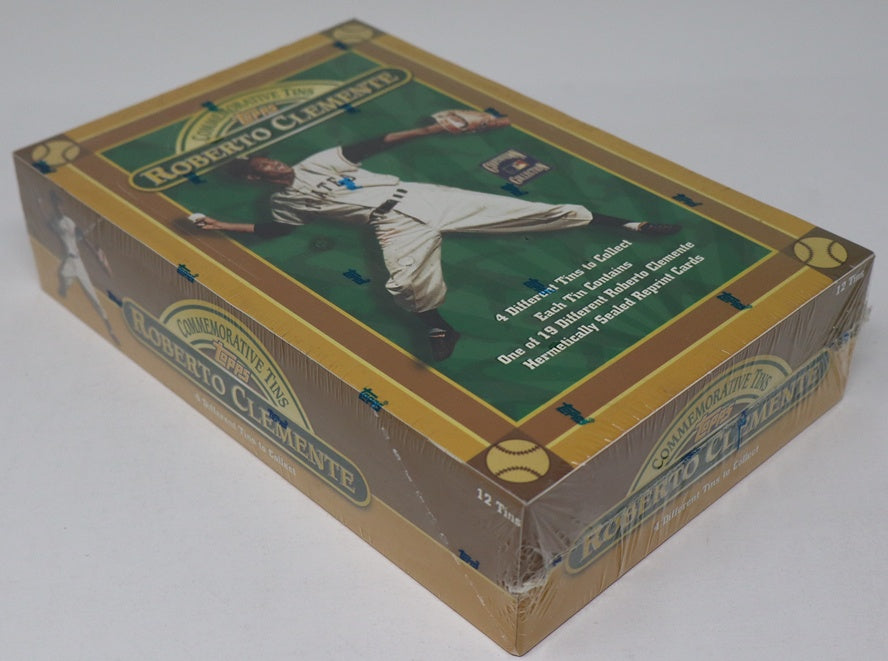 COMMEMORATIVE TINS
Topps
ROBERTO CLEMENTE
COOPERSTOWN
COLLECTION
4 Different Tins to Collect
Each Tin Contains
One of 19 Different Roberto Clemente
Hermetically Sealed Reprint Cards
COMMEMORATIVE TINS
Topps
ROBERTO CLEMENTE
4 Different Tins to Collect
12 Tins
12 Tins
COMMEMORATIVE TINS
Topps
ROBERTO CLEMENTE
4 Different Tins to Collect